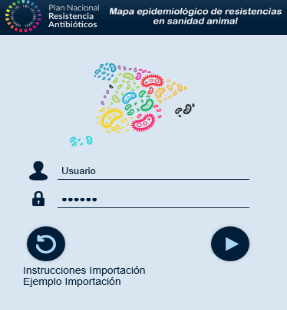 Plan Nacional
Resistencia
Antibióticos
Mapa epidemiológico de resistencias
en sanidad animal
Usuario
••••••
Instrucciones Importación
Ejemplo Importación